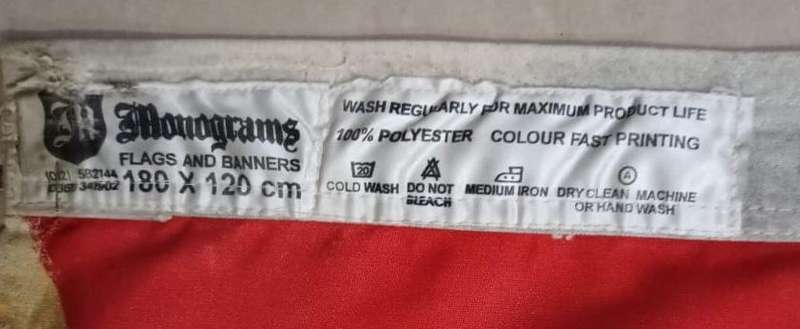 Monograms
FLAGS AND BANNERS
180 X 120 cm
WASH REGULARLY FOR MAXIMUM PRODUCT LIFE
100% POLYESTER COLOUR FAST PRINTING
20
A
COLD WASH DO NOT BLEACH MEDIUM IRON DRY CLEAN MACHINE OR HAND WASH